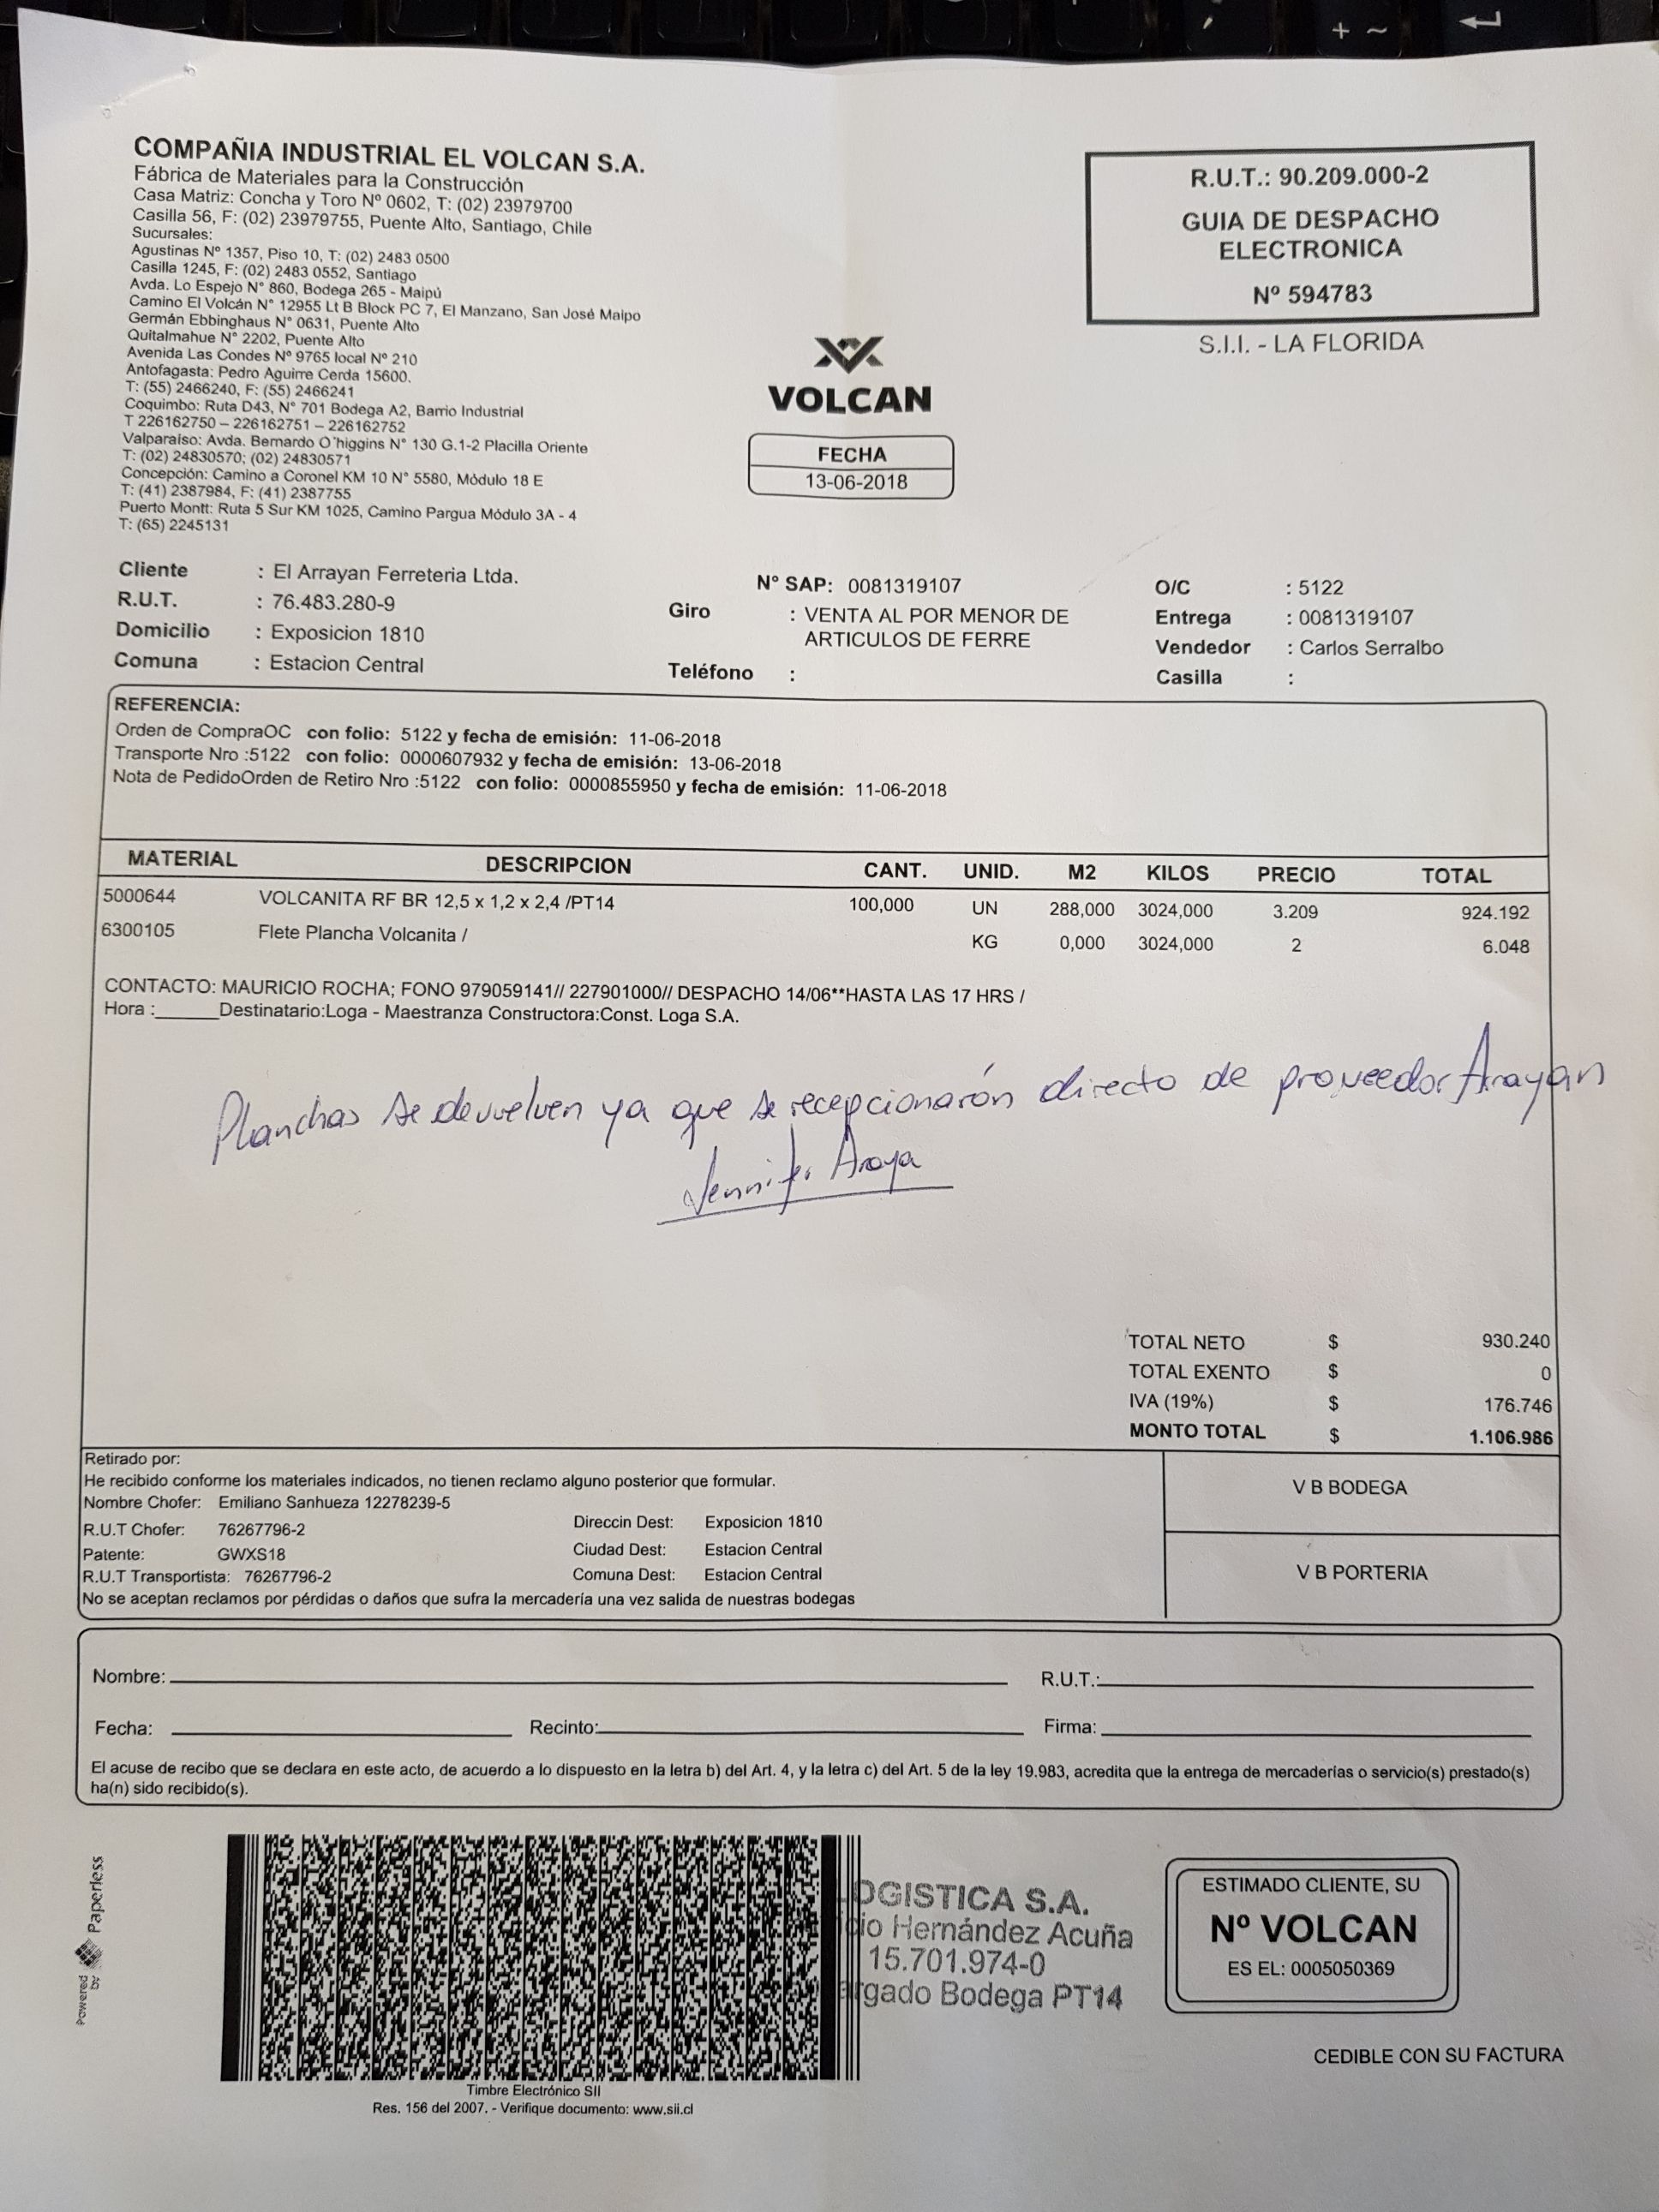 COMPAÑIA INDUSTRIAL EL VOLCAN S.A.
Fábrica de Materiales para la Construcción
Casa Matriz: Concha y Toro Nº 0602, T: (02) 23979700
Casilla 56, F: (02) 23979755, Puente Alto, Santiago, Chile
Sucursales:
Agustinas Nº 1357, Piso 10, T: (02) 2483 0500
Casilla 1245, F: (02) 2483 0552, Santiago
Avda. Lo Espejo N° 860, Bodega 265 - Maipú
Camino El Volcán N° 12955 Lt B Block PC 7, El Manzano, San José Maipo
Germán Ebbinghaus N° 0631, Puente Alto
Quitalmahue N° 2202, Puente Alto
Avenida Las Condes Nº 9765 local Nº 210
Antofagasta: Pedro Aguirre Cerda 15600.
T: (55) 2466240, F: (55) 2466241
Coquimbo: Ruta D43, N° 701 Bodega A2, Barrio Industrial
T 226162750 – 226162751 – 226162752
Valparaíso: Avda. Bernardo O´higgins N° 130 G.1-2 Placilla Oriente
T: (02) 24830570; (02) 24830571
Concepción: Camino a Coronel KM 10 N° 5580, Módulo 18 E
T: (41) 2387984, F: (41) 2387755
Puerto Montt: Ruta 5 Sur KM 1025, Camino Pargua Módulo 3A - 4
T: (65) 2245131
VOLCAN
FECHA
13-06-2018
R.U.T.: 90.209.000-2
GUIA DE DESPACHO
ELECTRONICA
Nº 594783
S.I.I. - LA FLORIDA
Cliente : El Arrayan Ferreteria Ltda.
R.U.T. : 76.483.280-9
Domicilio : Exposicion 1810
Comuna : Estacion Central
N° SAP: 0081319107
Giro : VENTA AL POR MENOR DE
ARTICULOS DE FERRE
Teléfono :
O/C : 5122
Entrega : 0081319107
Vendedor : Carlos Serralbo
Casilla :
REFERENCIA:
Orden de CompraOC con folio: 5122 y fecha de emisión: 11-06-2018
Transporte Nro :5122 con folio: 0000607932 y fecha de emisión: 13-06-2018
Nota de PedidoOrden de Retiro Nro :5122 con folio: 0000855950 y fecha de emisión: 11-06-2018
MATERIAL DESCRIPCION CANT. UNID. M2 KILOS PRECIO TOTAL
5000644 VOLCANITA RF BR 12,5 x 1,2 x 2,4 /PT14 100,000 UN 288,000 3024,000 3.209 924.192
6300105 Flete Plancha Volcanita / KG 0,000 3024,000 2 6.048
CONTACTO: MAURICIO ROCHA; FONO 979059141// 227901000// DESPACHO 14/06**HASTA LAS 17 HRS /
Hora :______Destinatario:Loga - Maestranza Constructora:Const. Loga S.A.
Planchas se devuelven ya que se recepcionarón directo de proveedor Arayan
Jennifer Araya
TOTAL NETO $ 930.240
TOTAL EXENTO $ 0
IVA (19%) $ 176.746
MONTO TOTAL $ 1.106.986
Retirado por:
He recibido conforme los materiales indicados, no tienen reclamo alguno posterior que formular.
Nombre Chofer: Emiliano Sanhueza 12278239-5
R.U.T Chofer: 76267796-2 Direccin Dest: Exposicion 1810
Patente: GWXS18 Ciudad Dest: Estacion Central
R.U.T Transportista: 76267796-2 Comuna Dest: Estacion Central
No se aceptan reclamos por pérdidas o daños que sufra la mercadería una vez salida de nuestras bodegas
V B BODEGA
V B PORTERIA
Nombre: R.U.T.:
Fecha: Recinto: Firma:
El acuse de recibo que se declara en este acto, de acuerdo a lo dispuesto en la letra b) del Art. 4, y la letra c) del Art. 5 de la ley 19.983, acredita que la entrega de mercaderías o servicio(s) prestado(s)
ha(n) sido recibido(s).
Powered by Paperless
LOGISTICA S.A.
cio Hernández Acuña
15.701.974-0
argado Bodega PT14
ESTIMADO CLIENTE, SU
Nº VOLCAN
ES EL: 0005050369
CEDIBLE CON SU FACTURA
Timbre Electrónico SII
Res. 156 del 2007. - Verifique documento: www.sii.cl